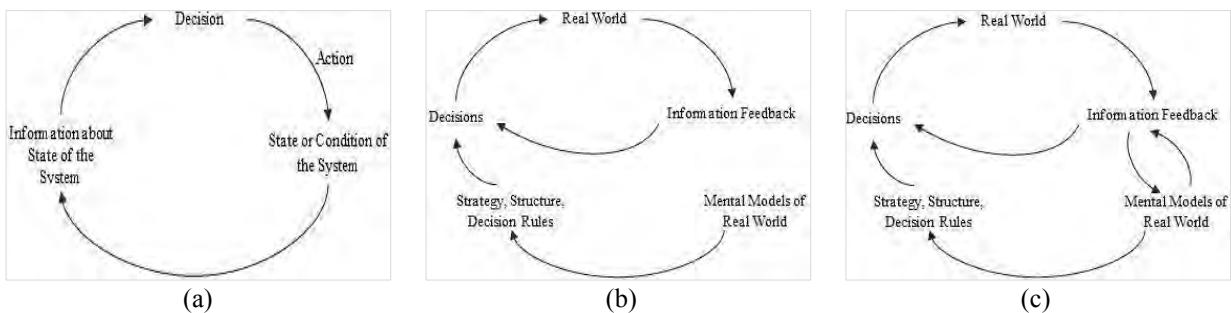 Decision
Action
Information about
State of the
System
State or Condition of
the System
(a)
Real World
Decisions
Information Feedback
Strategy, Structure,
Decision Rules
Mental Models of
Real World
(b)
Real World
Decisions
Information Feedback
Strategy, Structure,
Decision Rules
Mental Models of
Real World
(c)